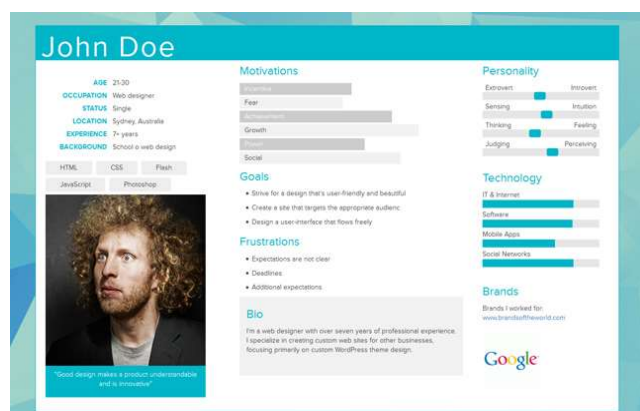 John Doe
AGE 21-30
OCCUPATION Web designer
STATUS Single
LOCATION Sydney, Australia
EXPERIENCE 7+ years
BACKGROUND School o web design
HTML CSS Flash
JavaScript Photoshop
"Good design makes a product understandable
and is innovative"
Motivations
Incentive
Fear
Achievement
Growth
Power
Social
Goals
• Strive for a design that's user-friendly and beautiful
• Create a site that targets the appropriate audienc
• Design a user-interface that flows freely
Frustrations
• Expectations are not clear
• Deadlines
• Additional expectations
Bio
I'm a web designer with over seven years of professional experience.
I specialize in creating custom web sites for other businesses,
focusing primarily on custom WordPress theme design.
Personality
Extrovert Introvert
Sensing Intuition
Thinking Feeling
Judging Perceiving
Technology
IT & Internet
Software
Mobile Apps
Social Networks
Brands
Brands I worked for:
www.brandsoftheworld.com
Google